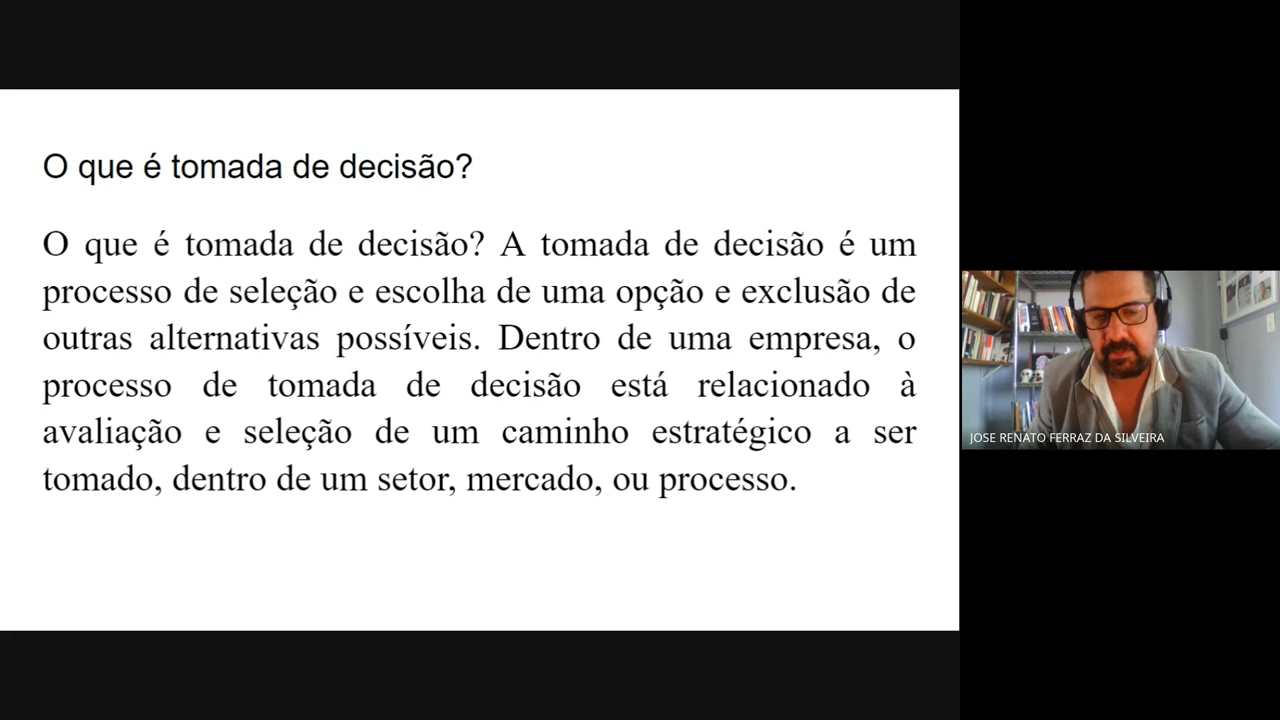 O que é tomada de decisão?
O que é tomada de decisão? A tomada de decisão é um
processo de seleção e escolha de uma opção e exclusão de
outras alternativas possíveis. Dentro de uma empresa, o
processo de tomada de decisão está relacionado à
avaliação e seleção de um caminho estratégico a ser
tomado, dentro de um setor, mercado, ou processo.
JOSE RENATO FERRAZ DA SILVEIRA